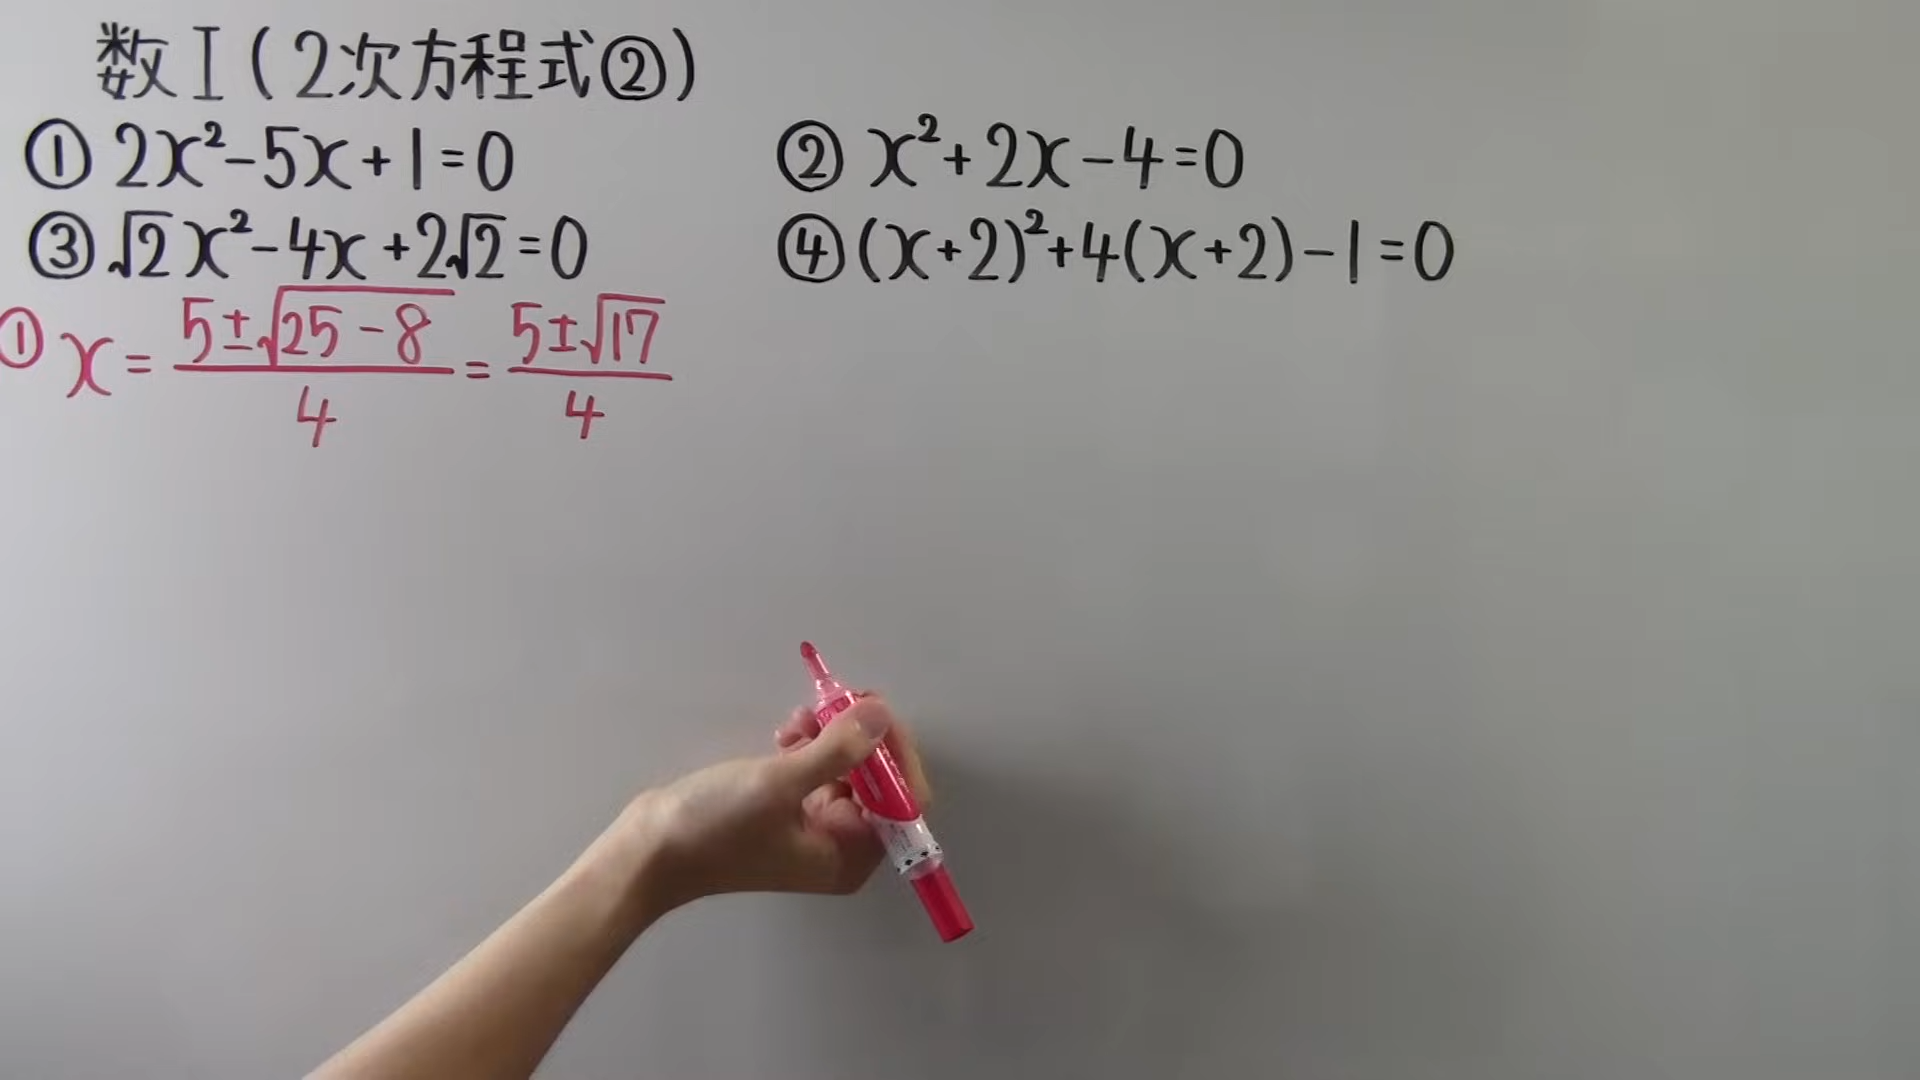 数I(2次方程式②)
① 2x²-5x+1=0
② x²+2x-4=0
③ √2x²-4x+2√2=0
④ (x+2)²+4(x+2)-1=0
① x = (5±√(25-8))/4 = (5±√17)/4